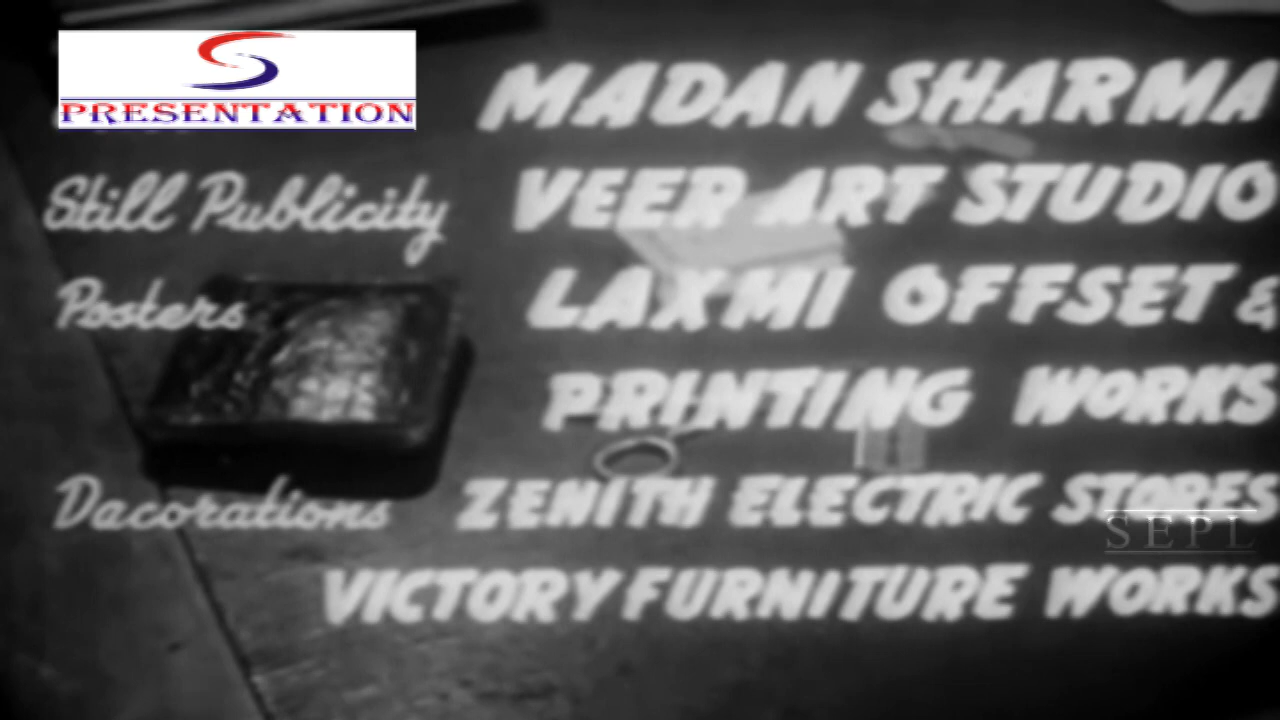 S
PRESENTATION
MADAN SHARMA
Still Publicity VEER ART STUDIO
Posters LAXMI OFFSET &
PRINTING WORKS
Dacorations ZENITH ELECTRIC STORES
SEPL
VICTORY FURNITURE WORKS